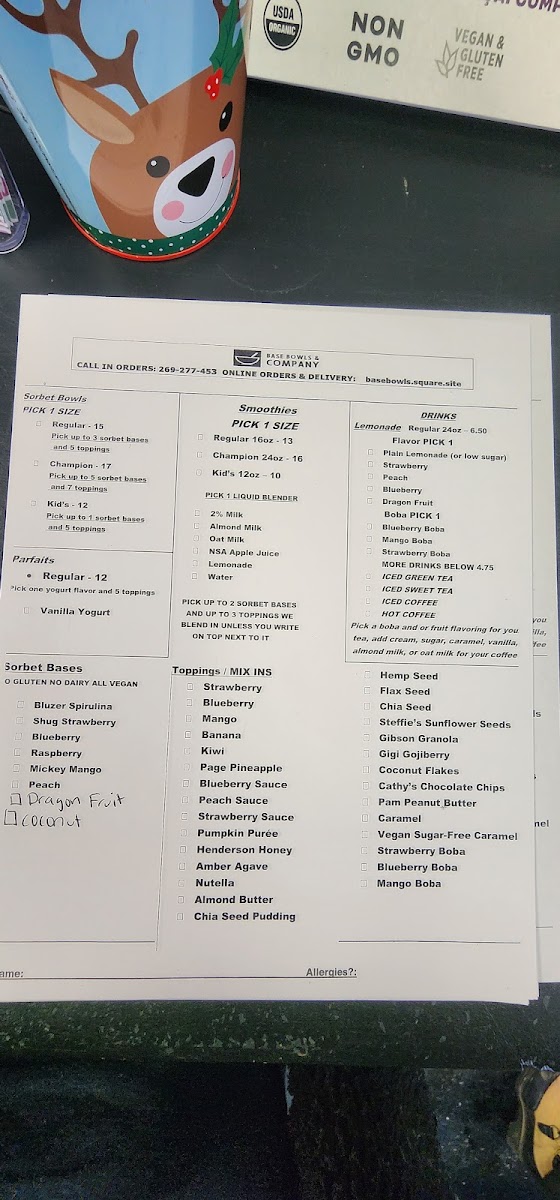 USDA
ORGANIC
NON
GMO
VEGAN &
GLUTEN
FREE
BASE BOWLS &
COMPANY
CALL IN ORDERS: 269-277-453 ONLINE ORDERS & DELIVERY: basebowls.square.site
Sorbet Bowls
PICK 1 SIZE
Regular - 15
Pick up to 3 sorbet bases
and 5 toppings
Champion - 17
Pick up to 5 sorbet bases
and 7 toppings
Kid's - 12
Pick up to 1 sorbet bases
and 5 toppings
Parfaits
• Regular - 12
Pick one yogurt flavor and 5 toppings
Vanilla Yogurt
Smoothies
PICK 1 SIZE
Regular 16oz - 13
Champion 24oz - 16
Kid's 12oz – 10
PICK 1 LIQUID BLENDER
2% Milk
Almond Milk
Oat Milk
NSA Apple Juice
Lemonade
Water
PICK UP TO 2 SORBET BASES
AND UP TO 3 TOPPINGS WE
BLEND IN UNLESS YOU WRITE
ON TOP NEXT TO IT
DRINKS
Lemonade Regular 24oz – 6.50
Flavor PICK 1
Plain Lemonade (or low sugar)
Strawberry
Peach
Blueberry
Dragon Fruit
Boba PICK 1
Blueberry Boba
Mango Boba
Strawberry Boba
MORE DRINKS BELOW 4.75
ICED GREEN TEA
ICED SWEET TEA
ICED COFFEE
HOT COFFEE
Pick a boba and or fruit flavoring for you
tea, add cream, sugar, caramel, vanilla,
almond milk, or oat milk for your coffee
Sorbet Bases
O GLUTEN NO DAIRY ALL VEGAN
Bluzer Spirulina
Shug Strawberry
Blueberry
Raspberry
Mickey Mango
Peach
Dragon Fruit
coconut
Toppings / MIX INS
Strawberry
Blueberry
Mango
Banana
Kiwi
Page Pineapple
Blueberry Sauce
Peach Sauce
Strawberry Sauce
Pumpkin Purée
Henderson Honey
Amber Agave
Nutella
Almond Butter
Chia Seed Pudding
Hemp Seed
Flax Seed
Chia Seed
Steffie's Sunflower Seeds
Gibson Granola
Gigi Gojiberry
Coconut Flakes
Cathy's Chocolate Chips
Pam Peanut Butter
Caramel
Vegan Sugar-Free Caramel
Strawberry Boba
Blueberry Boba
Mango Boba
ame:
Allergies?: